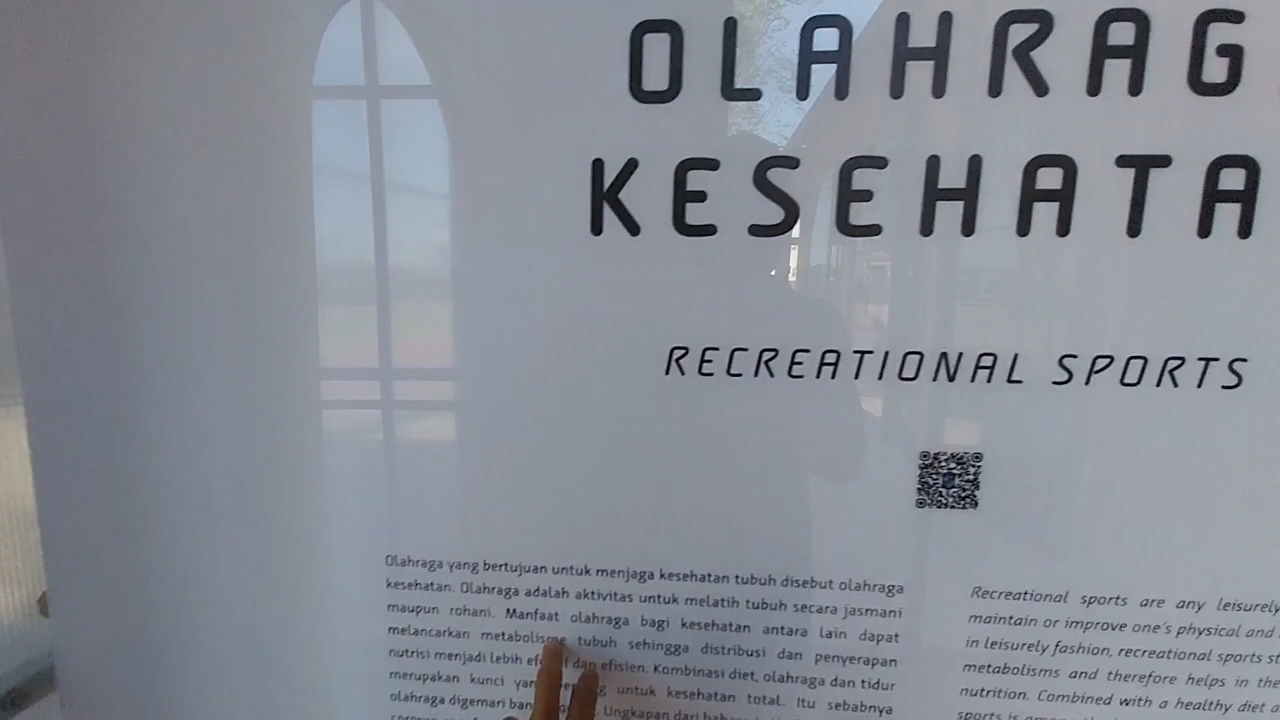 OLAHRAG
KESEHATA
RECREATIONAL SPORTS
Olahraga yang bertujuan untuk menjaga kesehatan tubuh disebut olahraga
kesehatan. Olahraga adalah aktivitas untuk melatih tubuh secara jasmani
maupun rohani. Manfaat olahraga bagi kesehatan antara lain dapat
melancarkan metabolisme tubuh sehingga distribusi dan penyerapan
nutrisi menjadi lebih dan efisien. Kombinasi diet, olahraga dan tidur
merupakan kunci untuk kesehatan total. Itu sebabnya
olahraga digemari Ungkapan dari
Recreational sports are any leisurely
maintain or improve one's physical and
in leisurely fashion, recreational sports
metabolisms and therefore helps in the
nutrition. Combined with a healthy diet a
sports is